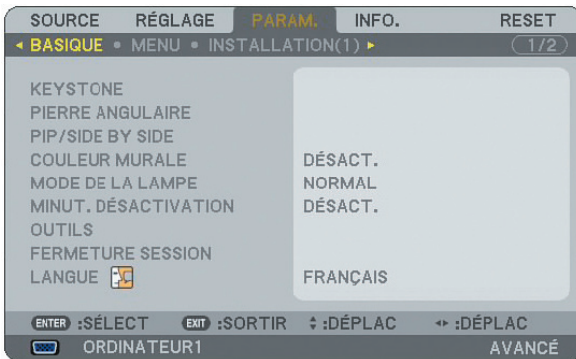 SOURCE RÉGLAGE PARAM. INFO. RESET
BASIQUE • MENU • INSTALLATION(1) 1/2
KEYSTONE
PIERRE ANGULAIRE
PIP/SIDE BY SIDE
COULEUR MURALE DÉSACT.
MODE DE LA LAMPE NORMAL
MINUT. DÉSACTIVATION DÉSACT.
OUTILS
FERMETURE SESSION
LANGUE FRANÇAIS
ENTER :SÉLECT EXIT :SORTIR :DÉPLAC :DÉPLAC
ORDINATEUR1 AVANCÉ